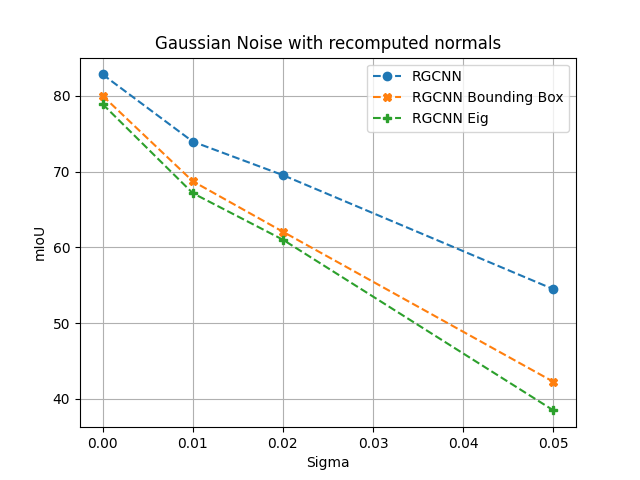 Gaussian Noise with recomputed normals
RGCNN
RGCNN Bounding Box
RGCNN Eig
mIoU
80
70
60
50
40
0.00 0.01 0.02 0.03 0.04 0.05
Sigma